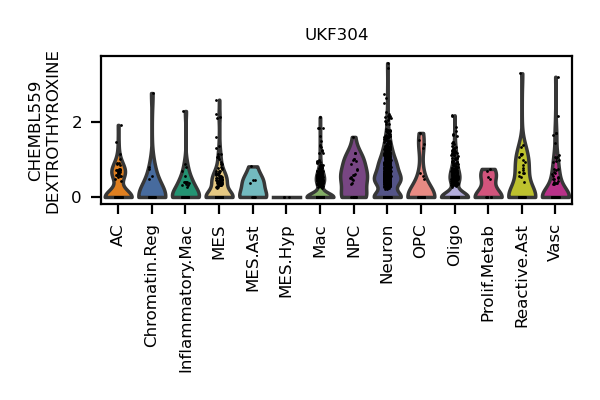 UKF304
CHEMBL559
DEXTROTHYROXINE
2
0
AC
Chromatin.Reg
Inflammatory.Mac
MES
MES.Ast
MES.Hyp
Mac
NPC
Neuron
OPC
Oligo
Prolif.Metab
Reactive.Ast
Vasc